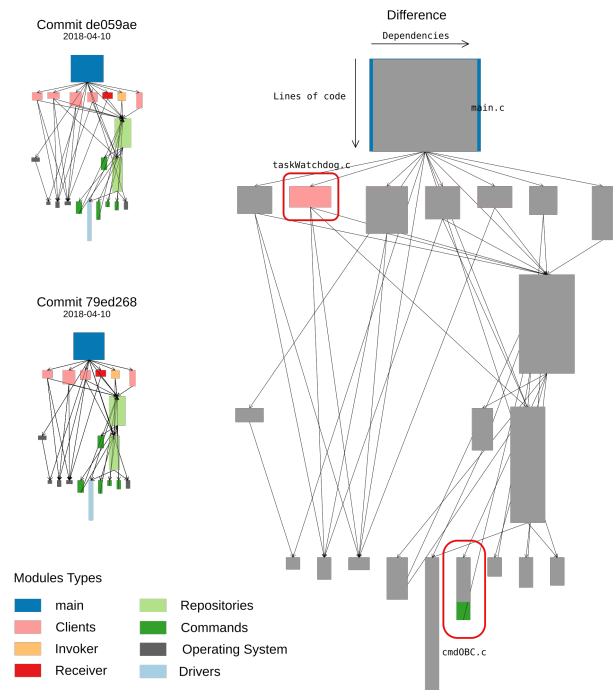 Commit de059ae
2018-04-10
Difference
Dependencies
Lines of code
main.c
taskWatchdog.c
Commit 79ed268
2018-04-10
cmdOBC.c
Modules Types
main
Clients
Invoker
Receiver
Repositories
Commands
Operating System
Drivers